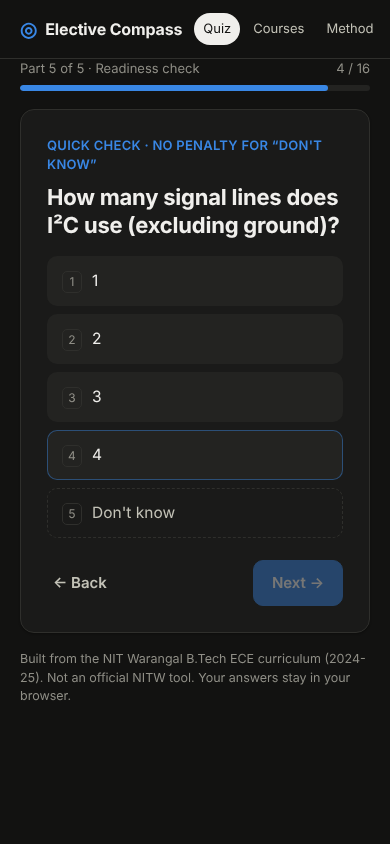 Elective Compass
Quiz
Courses
Method
Part 5 of 5 · Readiness check
4 / 16
QUICK CHECK · NO PENALTY FOR “DON'T
KNOW”
How many signal lines does
I²C use (excluding ground)?
1 1
2 2
3 3
4 4
5 Don't know
← Back
Next →
Built from the NIT Warangal B.Tech ECE curriculum (2024-
25). Not an official NITW tool. Your answers stay in your
browser.